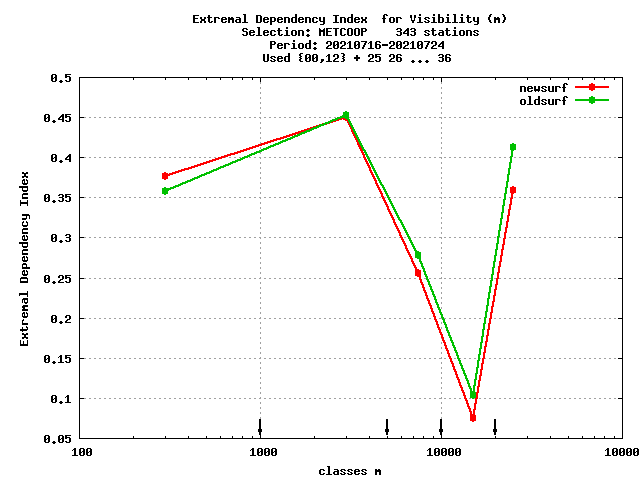 Extremal Dependency Index  for Visibility (m)
Selection: METCOOP    343 stations
Period: 20210716-20210724
Used {00,12} + 25 26 ... 36
newsurf
oldsurf
Extremal Dependency Index
0.5
0.45
0.4
0.35
0.3
0.25
0.2
0.15
0.1
0.05
100 1000 10000 10000
classes m